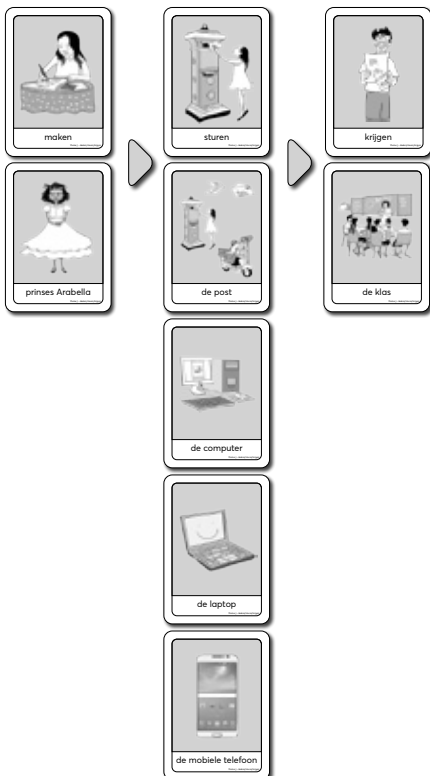 maken
sturen
krijgen
prinses Arabella
de post
de klas
de computer
de laptop
de mobiele telefoon